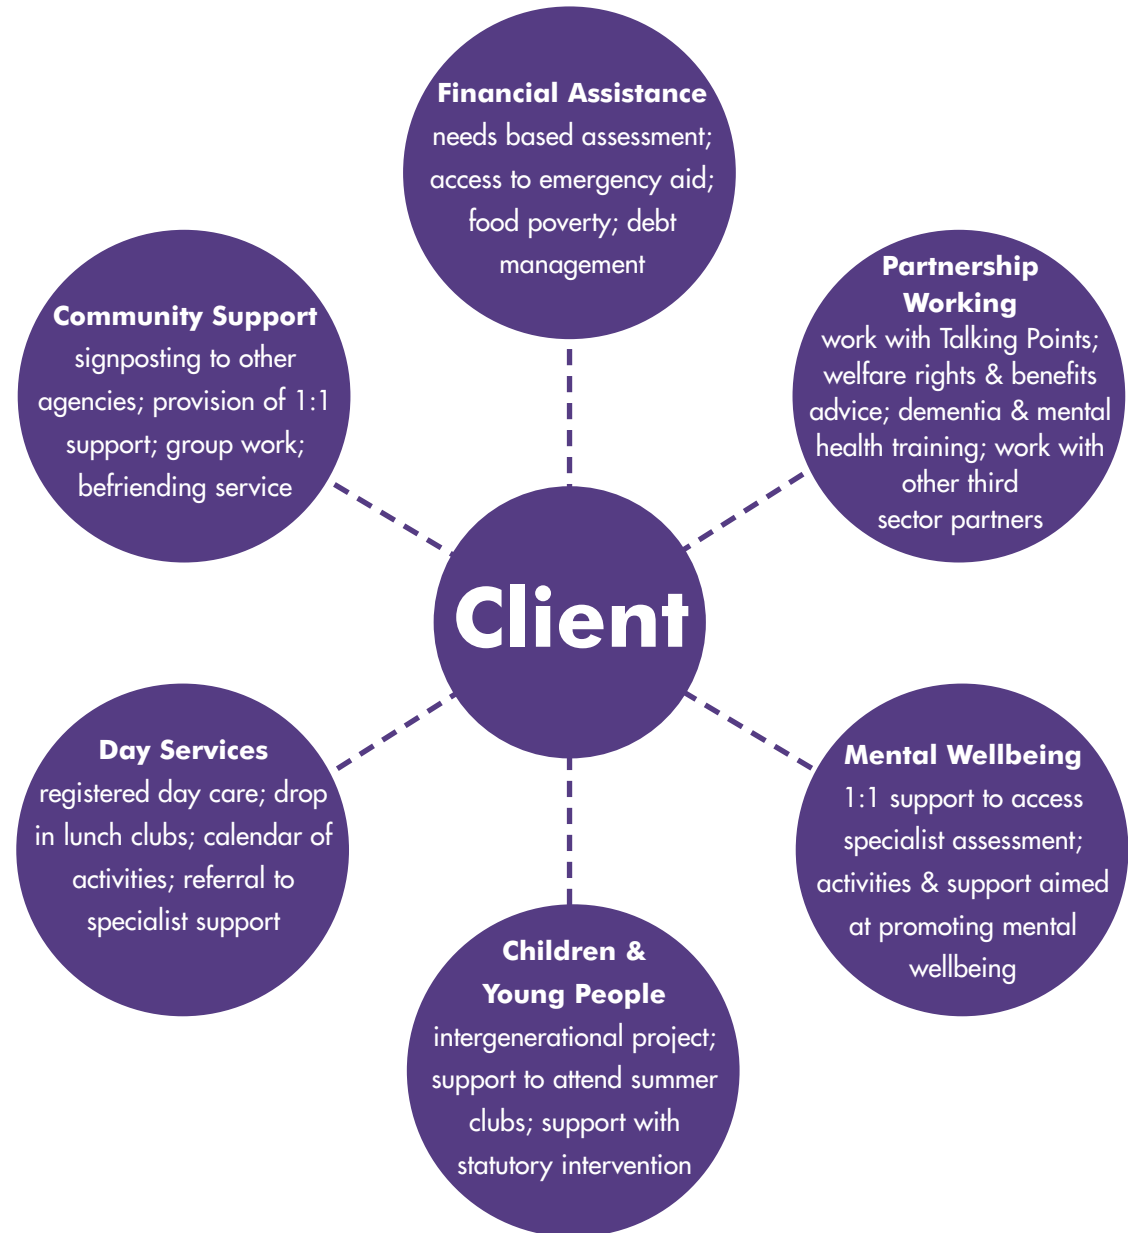 Financial Assistance
needs based assessment;
access to emergency aid;
food poverty; debt
management
Partnership
Working
work with Talking Points;
welfare rights & benefits
advice; dementia & mental
health training; work with
other third
sector partners
Community Support
signposting to other
agencies; provision of 1:1
support; group work;
befriending service
Client
Day Services
registered day care; drop
in lunch clubs; calendar of
activities; referral to
specialist support
Mental Wellbeing
1:1 support to access
specialist assessment;
activities & support aimed
at promoting mental
wellbeing
Children &
Young People
intergenerational project;
support to attend summer
clubs; support with
statutory intervention